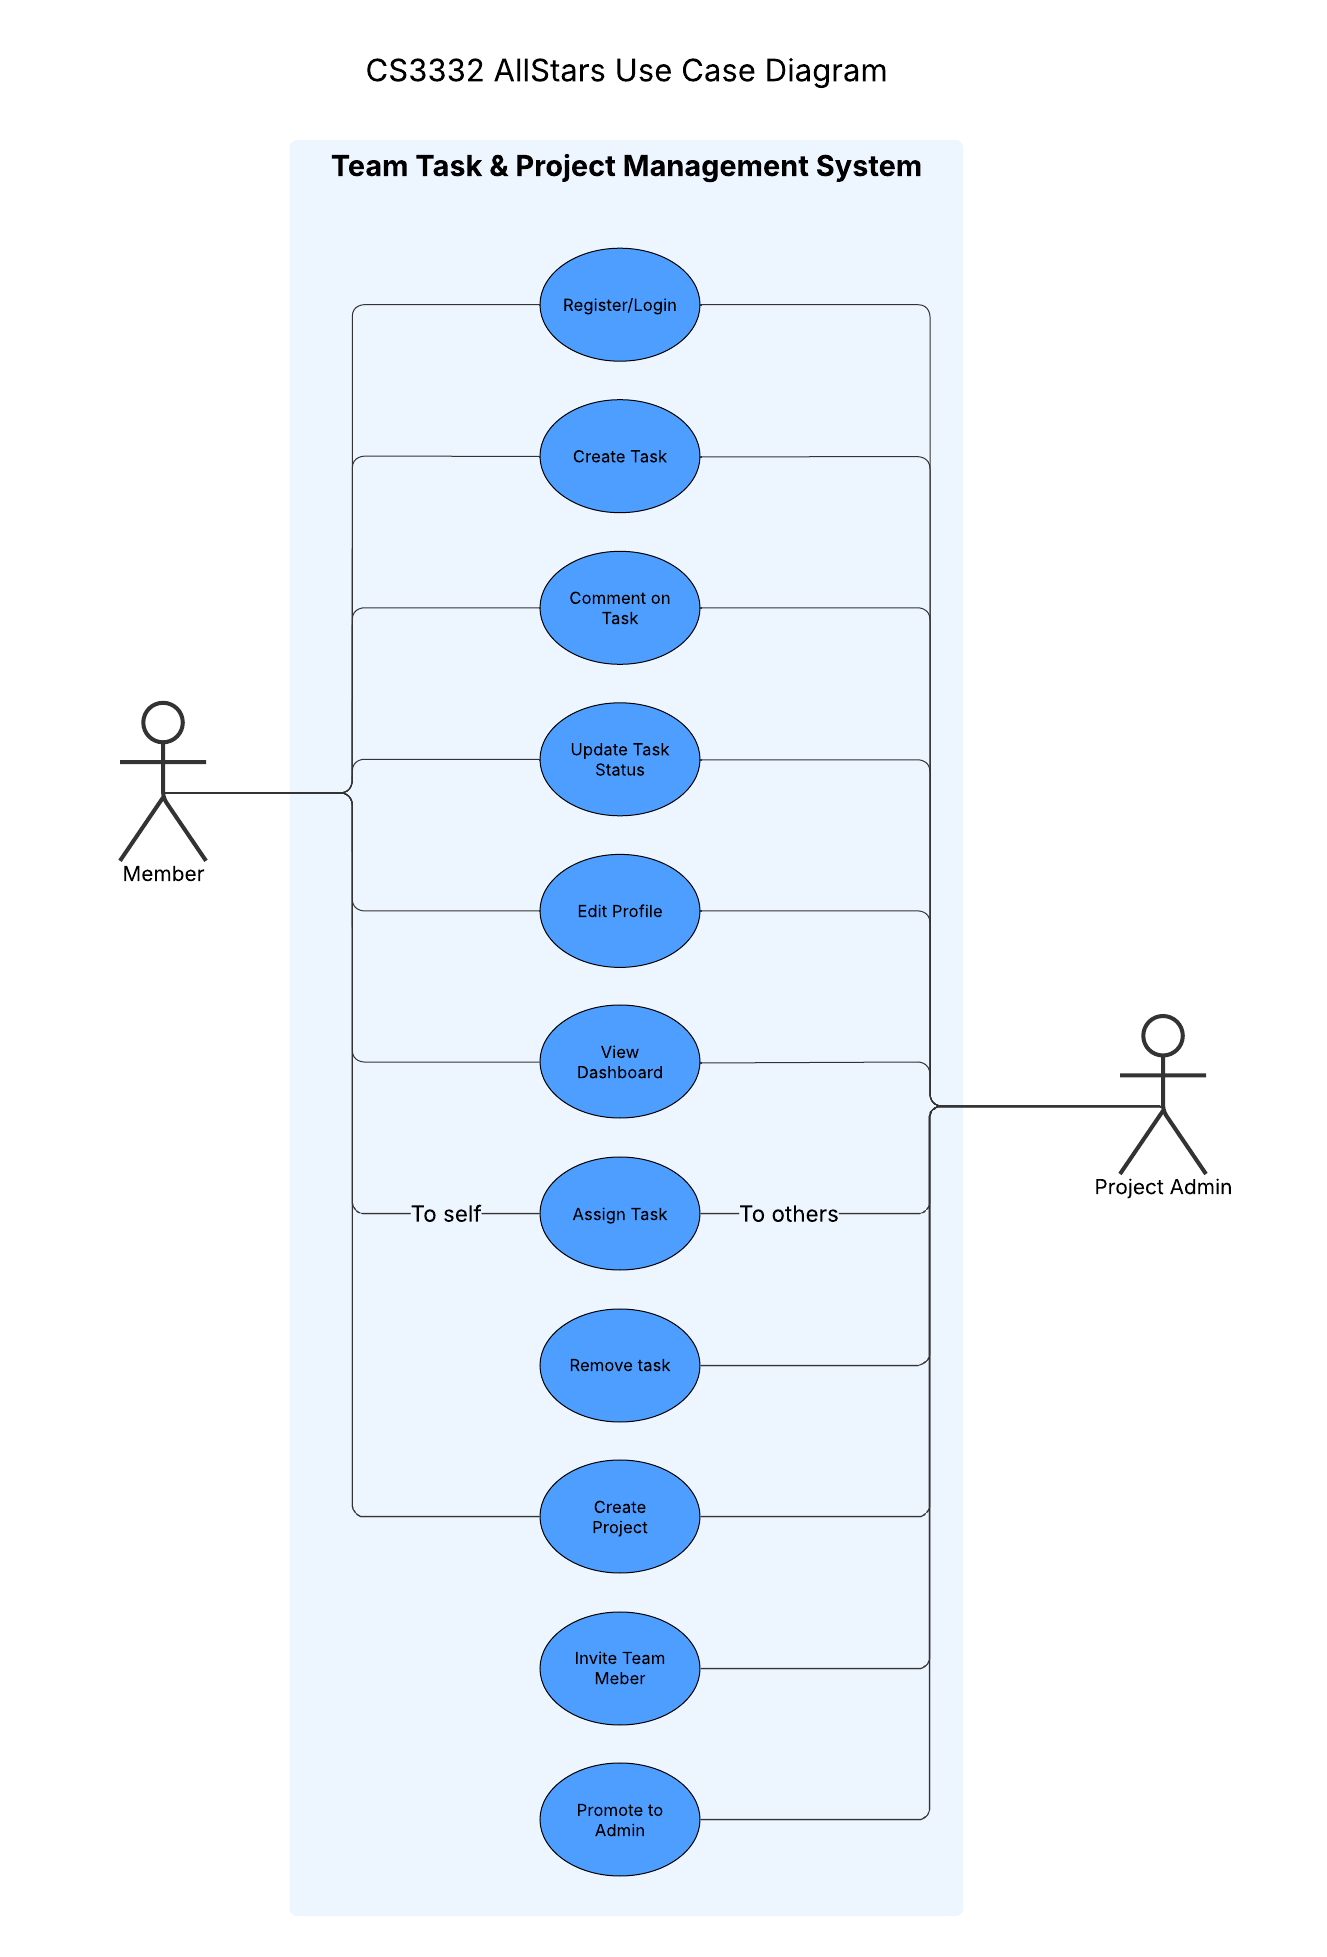 CS3332 AllStars Use Case Diagram
Team Task & Project Management System
Register/Login
Create Task
Comment on
Task
Update Task
Status
Member
Edit Profile
View
Dashboard
Project Admin
To self
Assign Task
To others
Remove task
Create
Project
Invite Team
Meber
Promote to
Admin